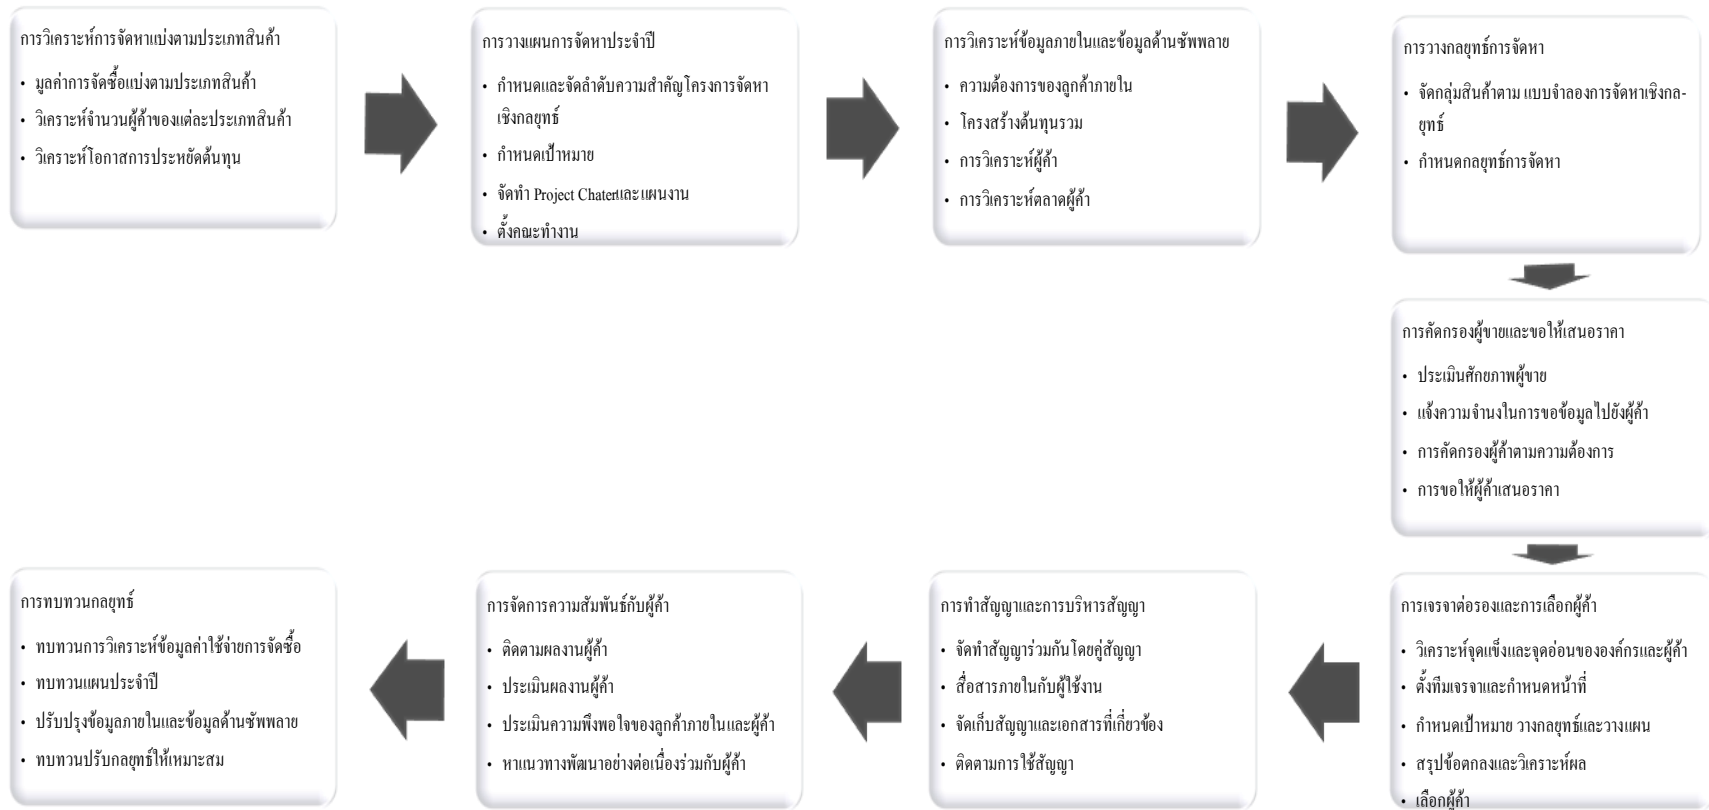 การวิเคราะห์การจัดหาแบ่งตามประเภทสินค้า
• มูลค่าการจัดซื้อแบ่งตามประเภทสินค้า
• วิเคราะห์จำนวนผู้ค้าของแต่ละประเภทสินค้า
• วิเคราะห์โอกาสการประหยัดต้นทุน
การวางแผนการจัดหาประจำปี
• กำหนดและจัดลำดับความสำคัญโครงการจัดหา
เชิงกลยุทธ์
• กำหนดเป้าหมาย
• จัดทำ Project Chaterและแผนงาน
• ตั้งคณะทำงาน
การวิเคราะห์ข้อมูลภายในและข้อมูลด้านซัพพลาย
• ความต้องการของลูกค้าภายใน
• โครงสร้างต้นทุนรวม
• การวิเคราะห์ผู้ค้า
• การวิเคราะห์ตลาดผู้ค้า
การวางกลยุทธ์การจัดหา
• จัดกลุ่มสินค้าตาม แบบจำลองการจัดหาเชิงกล-
ยุทธ์
• กำหนดกลยุทธ์การจัดหา
การคัดกรองผู้ขายและขอให้เสนอราคา
• ประเมินศักยภาพผู้ขาย
• แจ้งความจำนงในการขอข้อมูลไปยังผู้ค้า
• การคัดกรองผู้ค้าตามความต้องการ
• การขอให้ผู้ค้าเสนอราคา
การเจรจาต่อรองและการเลือกผู้ค้า
• วิเคราะห์จุดแข็งและจุดอ่อนขององค์กรและผู้ค้า
• ตั้งทีมเจรจาและกำหนดหน้าที่
• กำหนดเป้าหมาย วางกลยุทธ์และวางแผน
• สรุปข้อตกลงและวิเคราะห์ผล
• เลือกผู้ค้า
การทำสัญญาและการบริหารสัญญา
• จัดทำสัญญาร่วมกันโดยคู่สัญญา
• สื่อสารภายในกับผู้ใช้งาน
• จัดเก็บสัญญาและเอกสารที่เกี่ยวข้อง
• ติดตามการใช้สัญญา
การจัดการความสัมพันธ์กับผู้ค้า
• ติดตามผลงานผู้ค้า
• ประเมินผลงานผู้ค้า
• ประเมินความพึงพอใจของลูกค้าภายในและผู้ค้า
• หาแนวทางพัฒนาอย่างต่อเนื่องร่วมกับผู้ค้า
การทบทวนกลยุทธ์
• ทบทวนการวิเคราะห์ข้อมูลค่าใช้จ่ายการจัดซื้อ
• ทบทวนแผนประจำปี
• ปรับปรุงข้อมูลภายในและข้อมูลด้านซัพพลาย
• ทบทวนปรับกลยุทธ์ให้เหมาะสม